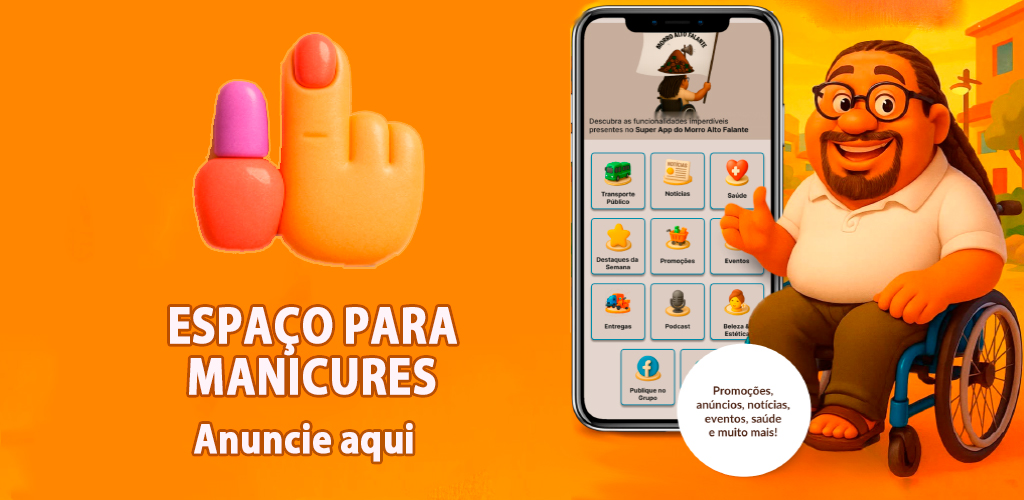 ESPAÇO PARA
MANICURES
Anuncie aqui
MORRO ALTO FALANTE
Descubra as funcionalidades imperdíveis
presentes no Super App do Morro Alto Falante
Transporte
Público
Notícias
Saúde
Destaques da
Semana
Promoções
Eventos
Entregas
Podcast
Beleza &
Estética
Publique no
Grupo
Promoções,
anúncios, notícias,
eventos, saúde
e muito mais!